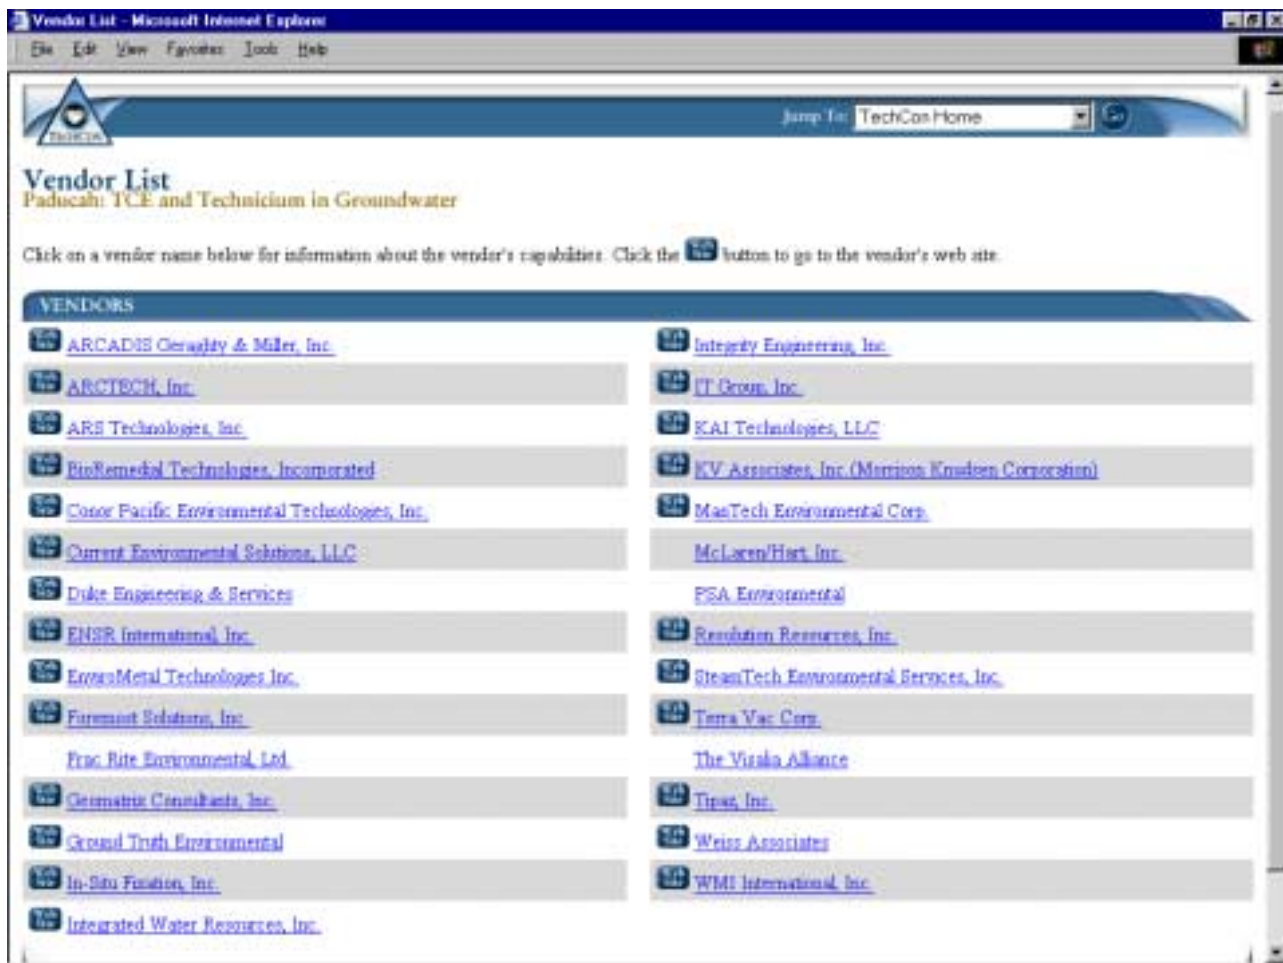 Vendor List - Microsoft Internet Explorer
File Edit View Favorites Tools Help
TechCon
Jump To: TechCon Home Go
Vendor List
Paducah: TCE and Technicium in Groundwater
Click on a vendor name below for information about the vendor's capabilities. Click the button to go to the vendor's web site.
VENDORS
ARCADIS Geraghty & Miller, Inc.
ARCTECH, Inc.
ARS Technologies, Inc.
BioRemedial Technologies, Incorporated
Conor Pacific Environmental Technologies, Inc.
Current Environmental Solutions, LLC
Duke Engineering & Services
ENSR International, Inc.
EnviroMetal Technologies Inc.
Foremost Solutions, Inc.
Frac Rite Environmental, Ltd.
Geomatrix Consultants, Inc.
Ground Truth Environmental
In-Situ Fixation, Inc.
Integrated Water Resources, Inc.
Integrity Engineering, Inc.
IT Group, Inc.
KAI Technologies, LLC
KV Associates, Inc.(Morrison Knudsen Corporation)
ManTech Environmental Corp.
McLaren/Hart, Inc.
PSA Environmental
Resolution Resources, Inc.
SteamTech Environmental Services, Inc.
Terra Vac Corp.
The Visalia Alliance
Inc.
Weiss Associates
WMI International, Inc.